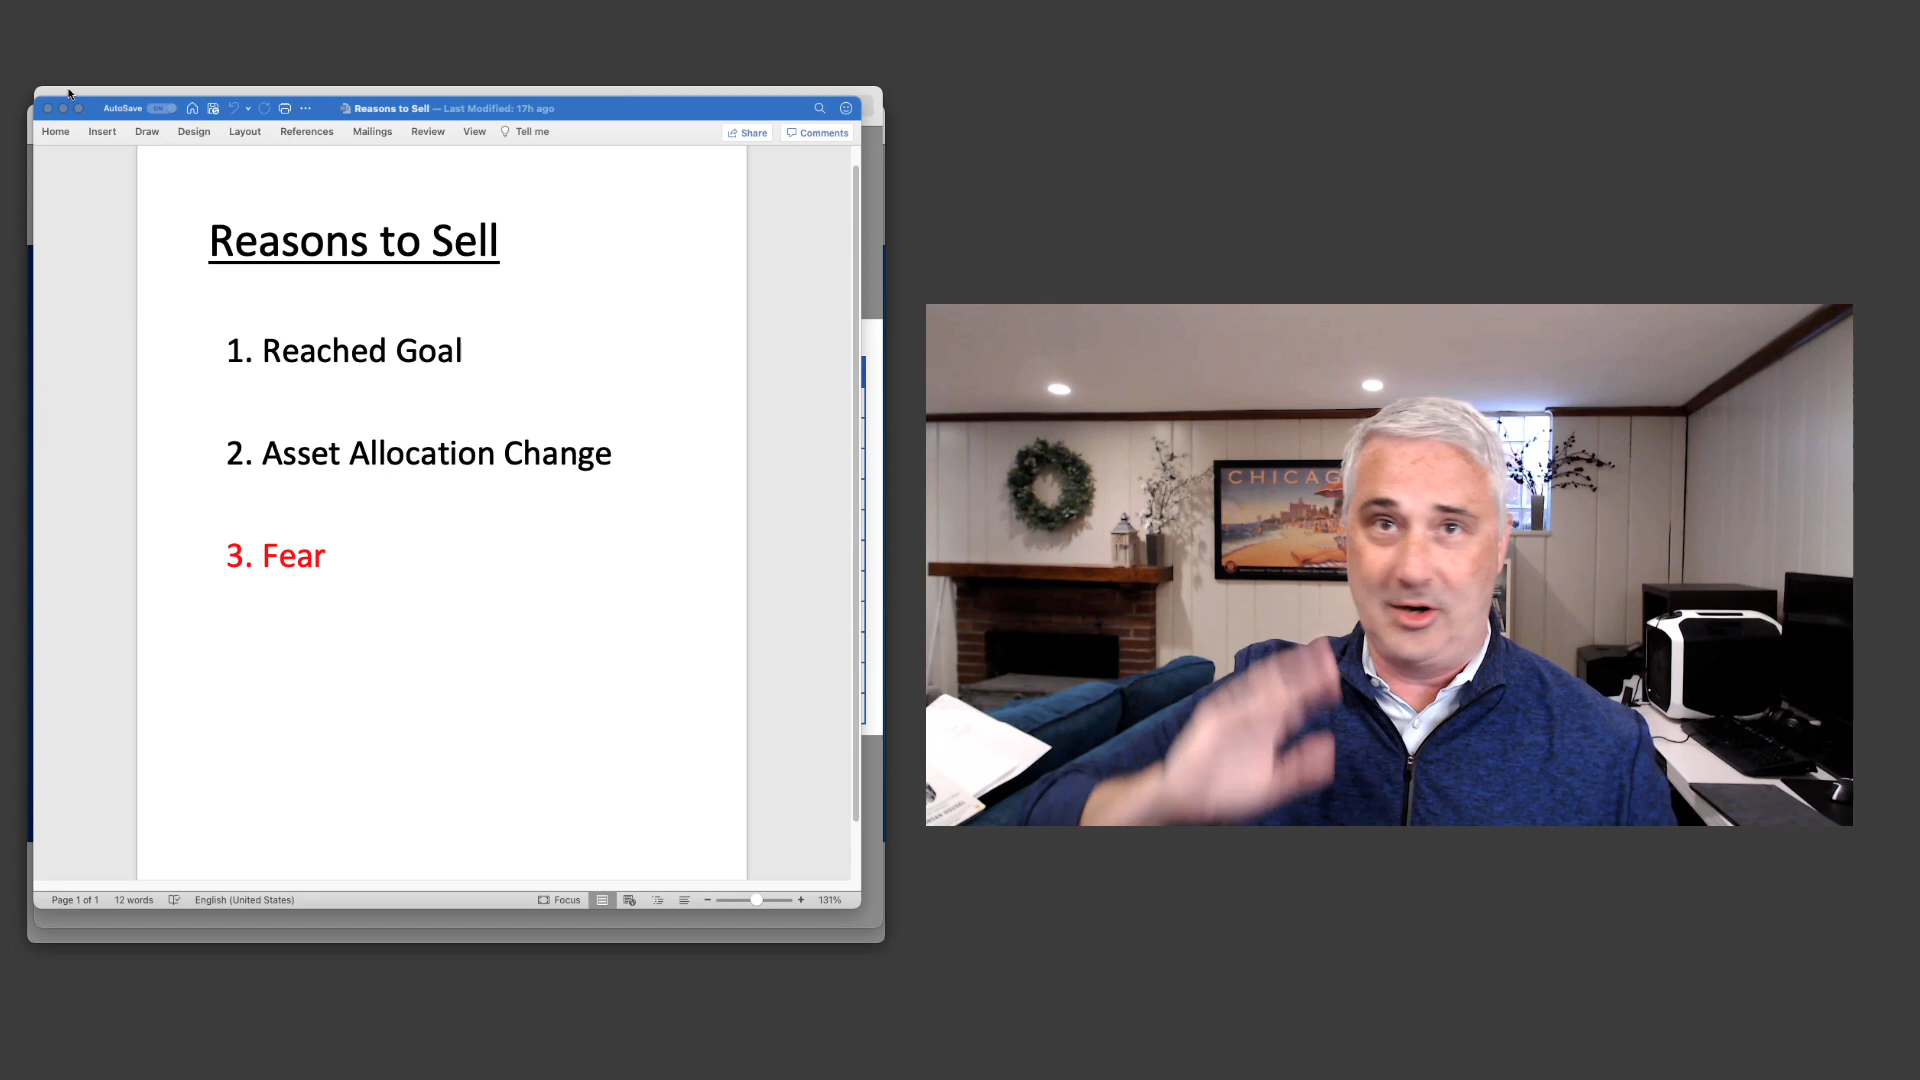 AutoSave ON Reasons to Sell — Last Modified: 17h ago
Home Insert Draw Design Layout References Mailings Review View Tell me Share Comments
Reasons to Sell
1. Reached Goal
2. Asset Allocation Change
3. Fear
Page 1 of 1 12 words English (United States) Focus 131%
CHICAG